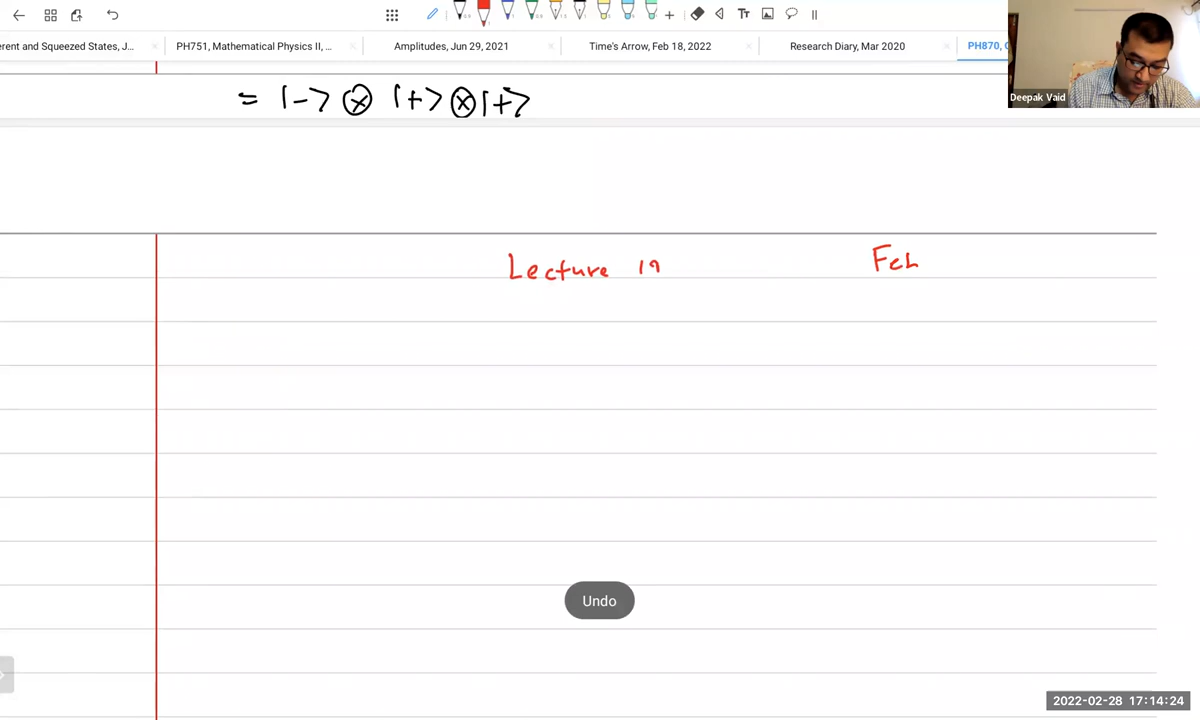 erent and Squeezed States, J... PH751, Mathematical Physics II, ... Amplitudes, Jun 29, 2021 Time's Arrow, Feb 18, 2022 Research Diary, Mar 2020 PH870, 
= |-> ⊗ |+> ⊗ |+>
Deepak Vaid
Lecture 19 Feb
Undo
2022-02-28 17:14:24